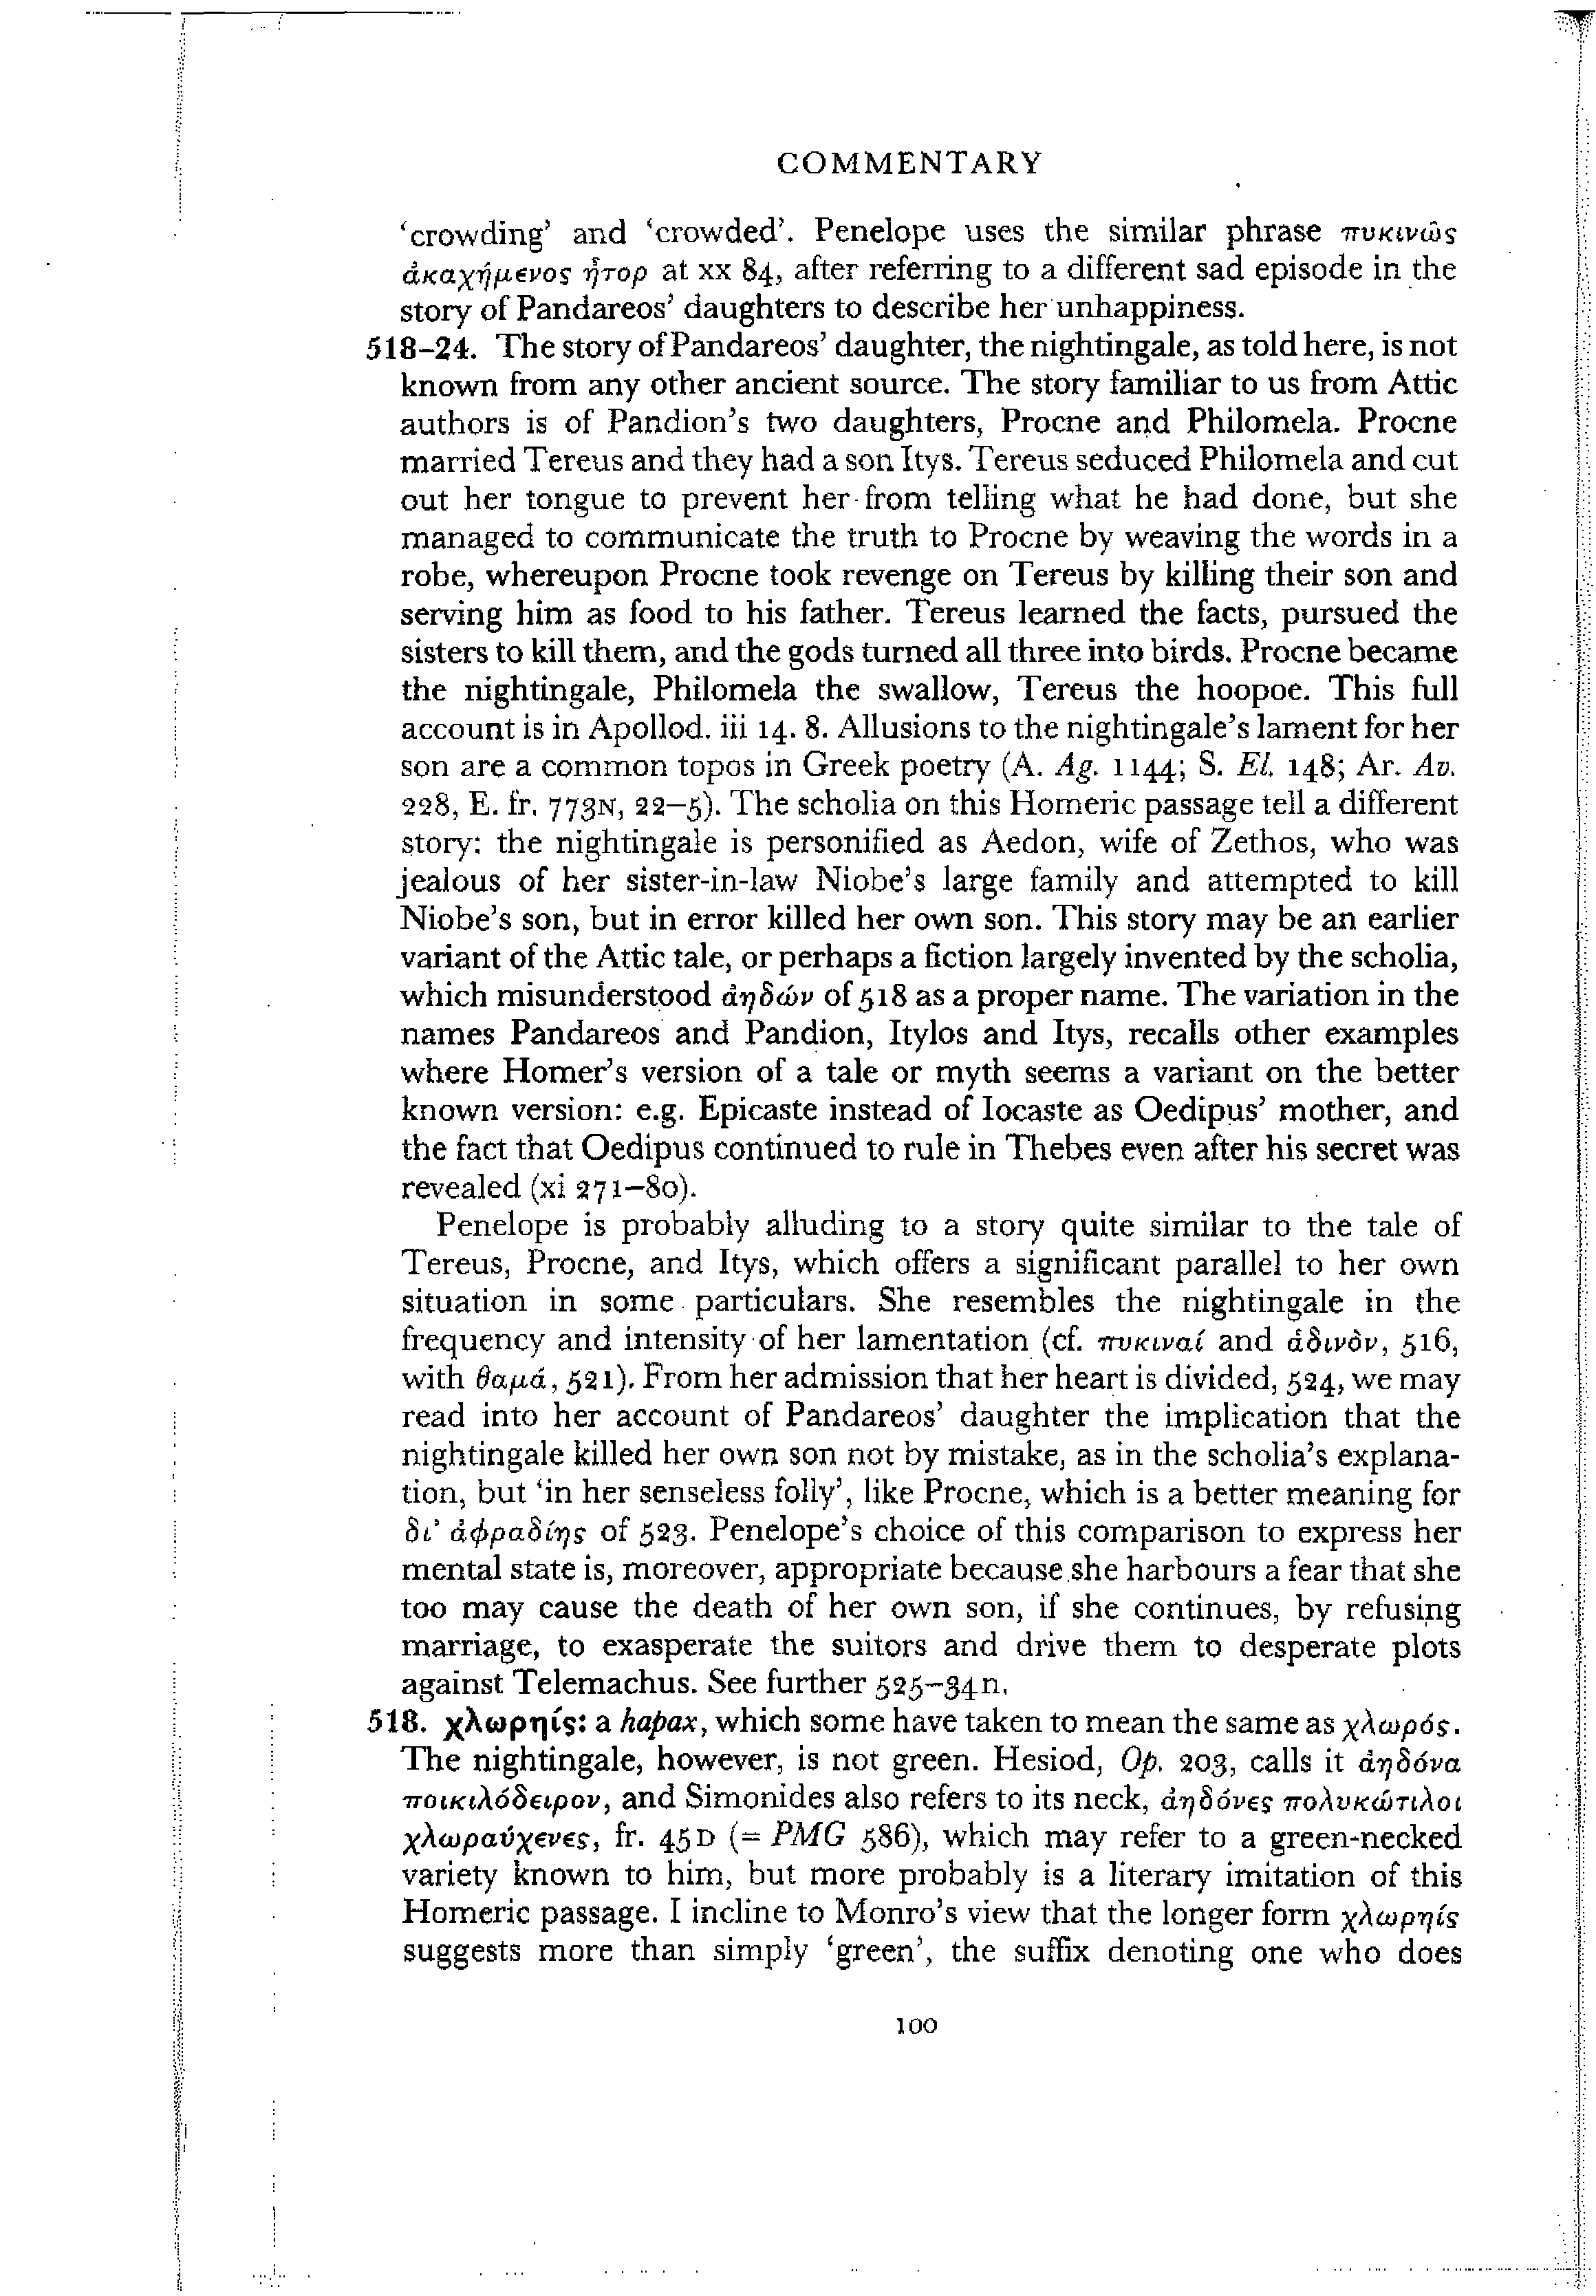 COMMENTARY
‘crowding’ and ‘crowded’. Penelope uses the similar phrase πυκινῶς
ἀκαχήμενος ἦτορ at xx 84, after referring to a different sad episode in the
story of Pandareos’ daughters to describe her unhappiness.
518–24. The story of Pandareos’ daughter, the nightingale, as told here, is not
known from any other ancient source. The story familiar to us from Attic
authors is of Pandion’s two daughters, Procne and Philomela. Procne
married Tereus and they had a son Itys. Tereus seduced Philomela and cut
out her tongue to prevent her from telling what he had done, but she
managed to communicate the truth to Procne by weaving the words in a
robe, whereupon Procne took revenge on Tereus by killing their son and
serving him as food to his father. Tereus learned the facts, pursued the
sisters to kill them, and the gods turned all three into birds. Procne became
the nightingale, Philomela the swallow, Tereus the hoopoe. This full
account is in Apollod. iii 14. 8. Allusions to the nightingale’s lament for her
son are a common topos in Greek poetry (A. Ag. 1144; S. El. 148; Ar. Av.
228, E. fr. 773N, 22–5). The scholia on this Homeric passage tell a different
story: the nightingale is personified as Aedon, wife of Zethos, who was
jealous of her sister-in-law Niobe’s large family and attempted to kill
Niobe’s son, but in error killed her own son. This story may be an earlier
variant of the Attic tale, or perhaps a fiction largely invented by the scholia,
which misunderstood ἀηδών of 518 as a proper name. The variation in the
names Pandareos and Pandion, Itylos and Itys, recalls other examples
where Homer’s version of a tale or myth seems a variant on the better
known version: e.g. Epicaste instead of Iocaste as Oedipus’ mother, and
the fact that Oedipus continued to rule in Thebes even after his secret was
revealed (xi 271–80).
Penelope is probably alluding to a story quite similar to the tale of
Tereus, Procne, and Itys, which offers a significant parallel to her own
situation in some particulars. She resembles the nightingale in the
frequency and intensity of her lamentation (cf. πυκιναί and ἁδινὸν, 516,
with θαμά, 521). From her admission that her heart is divided, 524, we may
read into her account of Pandareos’ daughter the implication that the
nightingale killed her own son not by mistake, as in the scholia’s explana-
tion, but ‘in her senseless folly’, like Procne, which is a better meaning for
δι’ ἀφραδίης of 523. Penelope’s choice of this comparison to express her
mental state is, moreover, appropriate because she harbours a fear that she
too may cause the death of her own son, if she continues, by refusing
marriage, to exasperate the suitors and drive them to desperate plots
against Telemachus. See further 525–34n.
518. χλωρηΐς: a hapax, which some have taken to mean the same as χλωρός.
The nightingale, however, is not green. Hesiod, Op. 203, calls it ἀηδόνα
ποικιλόδειρον, and Simonides also refers to its neck, ἀηδόνες πολυκώτιλοι
χλωραύχενες, fr. 45D (= PMG 586), which may refer to a green-necked
variety known to him, but more probably is a literary imitation of this
Homeric passage. I incline to Monro’s view that the longer form χλωρηίς
suggests more than simply ‘green’, the suffix denoting one who does
100